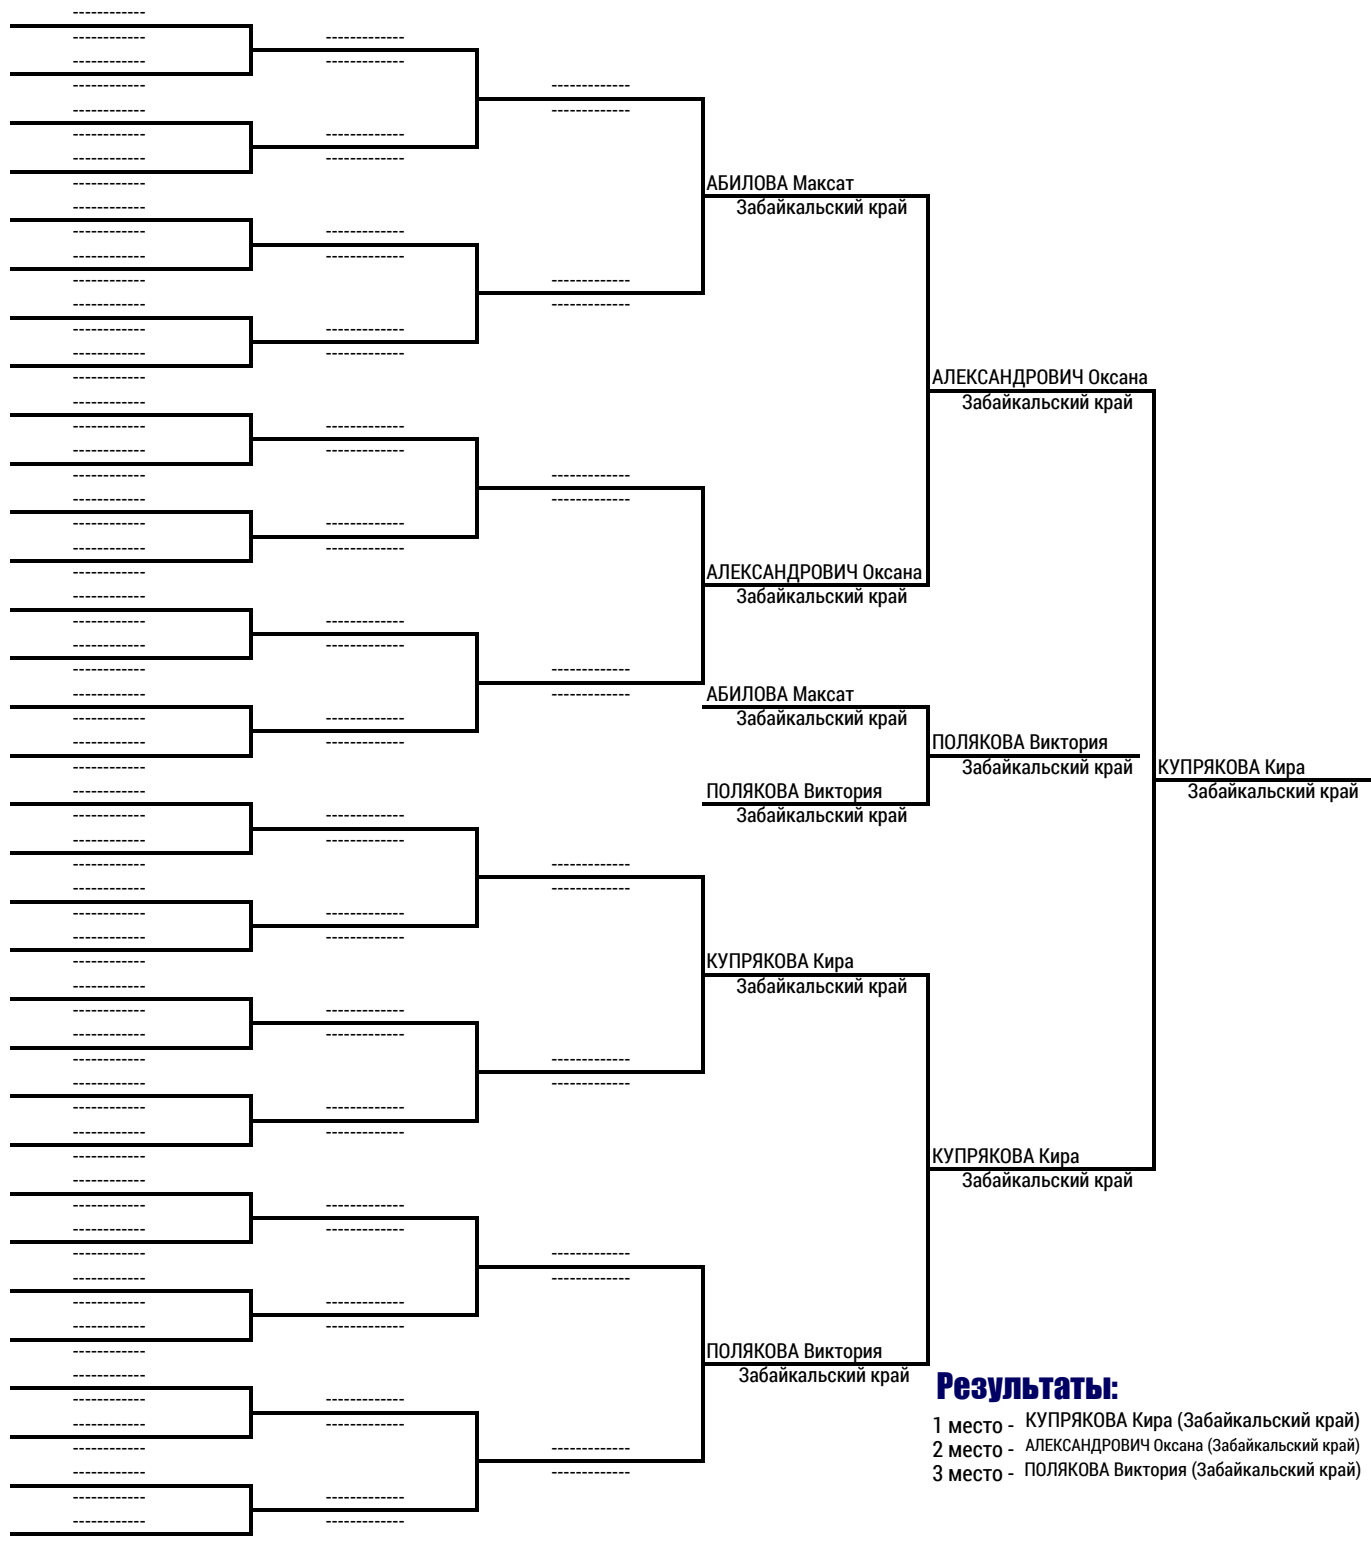 АБИЛОВА Максат
Забайкальский край
АЛЕКСАНДРОВИЧ Оксана
Забайкальский край
АЛЕКСАНДРОВИЧ Оксана
Забайкальский край
АБИЛОВА Максат
Забайкальский край
ПОЛЯКОВА Виктория
Забайкальский край
КУПРЯКОВА Кира
Забайкальский край
ПОЛЯКОВА Виктория
Забайкальский край
КУПРЯКОВА Кира
Забайкальский край
КУПРЯКОВА Кира
Забайкальский край
ПОЛЯКОВА Виктория
Забайкальский край
Результаты:
1 место - КУПРЯКОВА Кира (Забайкальский край)
2 место - АЛЕКСАНДРОВИЧ Оксана (Забайкальский край)
3 место - ПОЛЯКОВА Виктория (Забайкальский край)